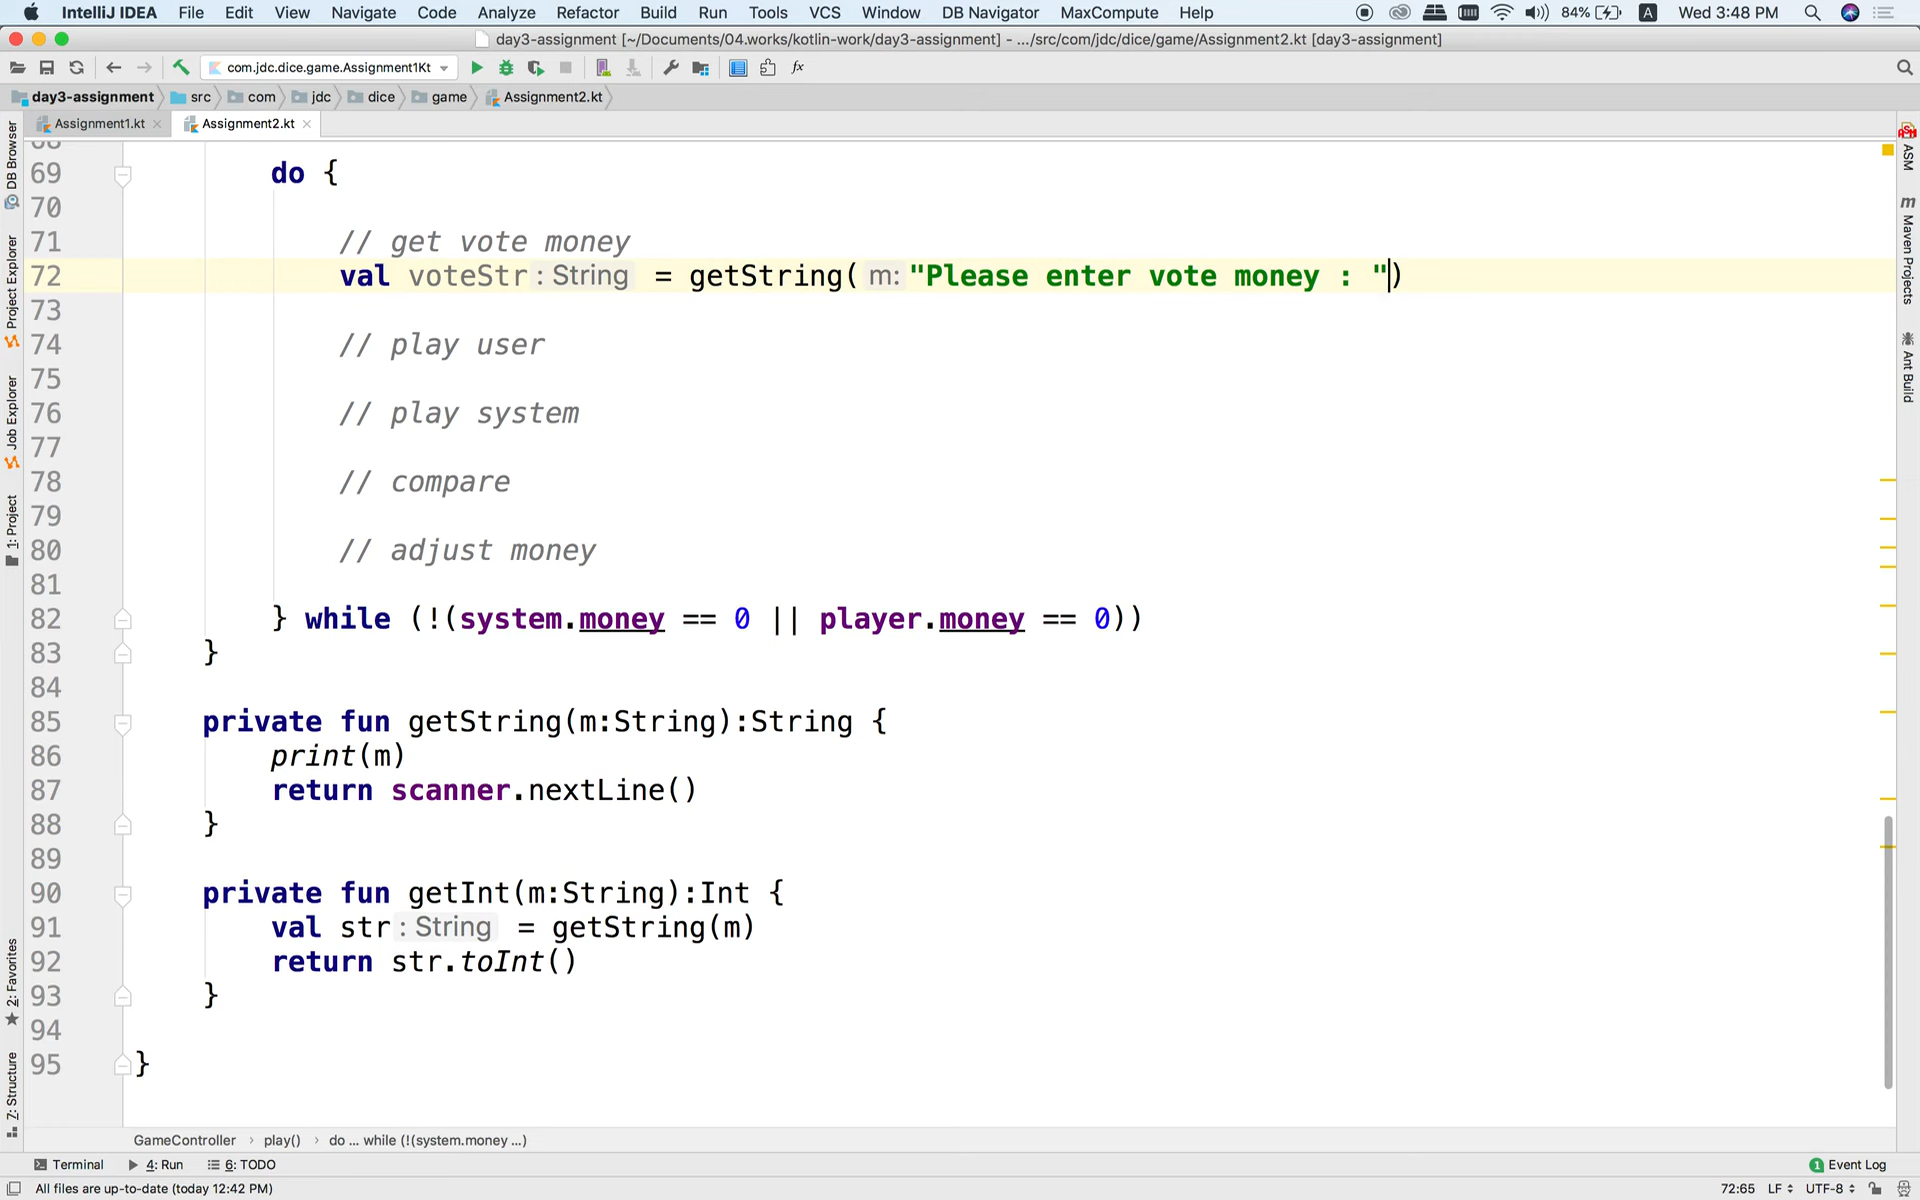 IntelliJ IDEA File Edit View Navigate Code Analyze Refactor Build Run Tools VCS Window DB Navigator MaxCompute Help 84% A Wed 3:48 PM
day3-assignment [~/Documents/04.works/kotlin-work/day3-assignment] - .../src/com/jdc/dice/game/Assignment2.kt [day3-assignment]
com.jdc.dice.game.Assignment1Kt
day3-assignment src com jdc dice game Assignment2.kt
Assignment1.kt Assignment2.kt
DB Browser
Project Explorer
Job Explorer
1: Project
2: Favorites
Z: Structure
68
69 do {
70
71 // get vote money
72 val voteStr : String = getString( m: "Please enter vote money : ")
73
74 // play user
75
76 // play system
77
78 // compare
79
80 // adjust money
81
82 } while (!(system.money == 0 || player.money == 0))
83 }
84
85 private fun getString(m:String):String {
86 print(m)
87 return scanner.nextLine()
88 }
89
90 private fun getInt(m:String):Int {
91 val str : String = getString(m)
92 return str.toInt()
93 }
94
95 }
ASM
m Maven Projects
Ant Build
GameController play() do ... while (!(system.money ...)
Terminal 4: Run 6: TODO 1 Event Log
All files are up-to-date (today 12:42 PM) 72:65 LF UTF-8